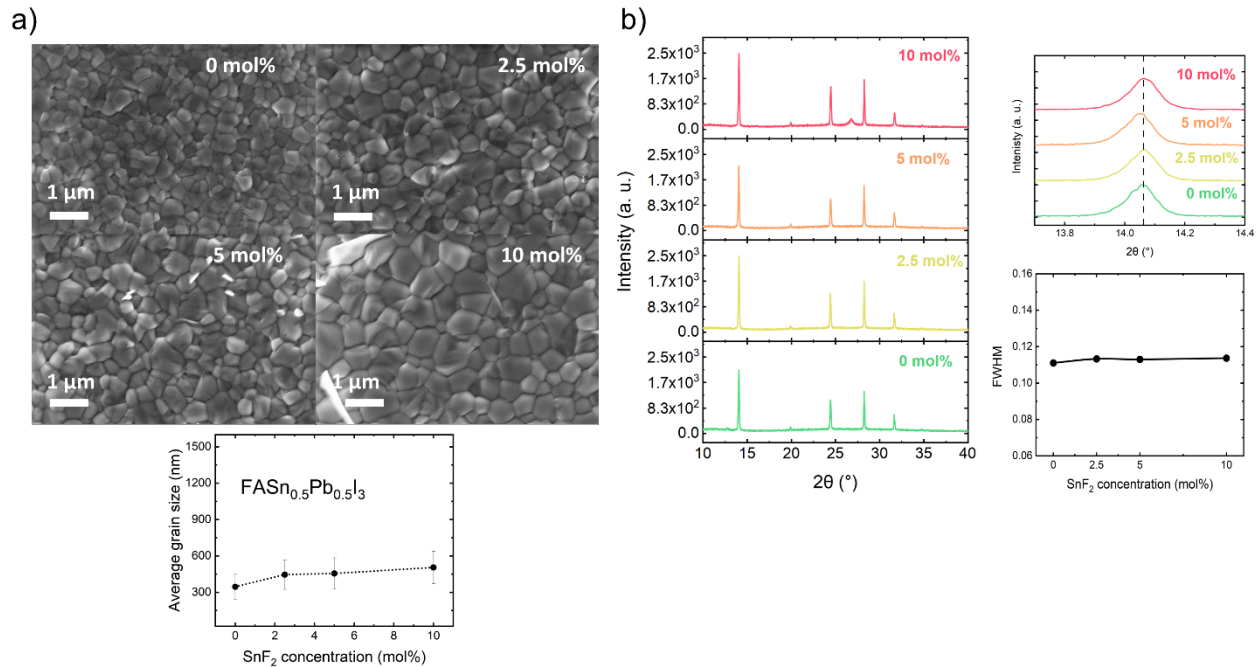 a)
0 mol%
2.5 mol%
1 μm
1 μm
5 mol%
10 mol%
1 μm
1 μm
1500
1200
900
600
300
Average grain size (nm)
FASn₀.₅Pb₀.₅I₃
0 2 4 6 8 10
SnF₂ concentration (mol%)
b)
Intensity (a. u.)
10 mol%
2.5x10³
1.7x10³
8.3x10²
0.0
5 mol%
2.5x10³
1.7x10³
8.3x10²
0.0
2.5 mol%
2.5x10³
1.7x10³
8.3x10²
0.0
0 mol%
2.5x10³
1.7x10³
8.3x10²
0.0
10 15 20 25 30 35 40
2θ (°)
Intenisty (a. u.)
10 mol%
5 mol%
2.5 mol%
0 mol%
13.8 14.0 14.2 14.4
2θ (°)
FWHM
0.16
0.14
0.12
0.10
0.08
0.06
0 2.5 5 10
SnF₂ concentration (mol%)